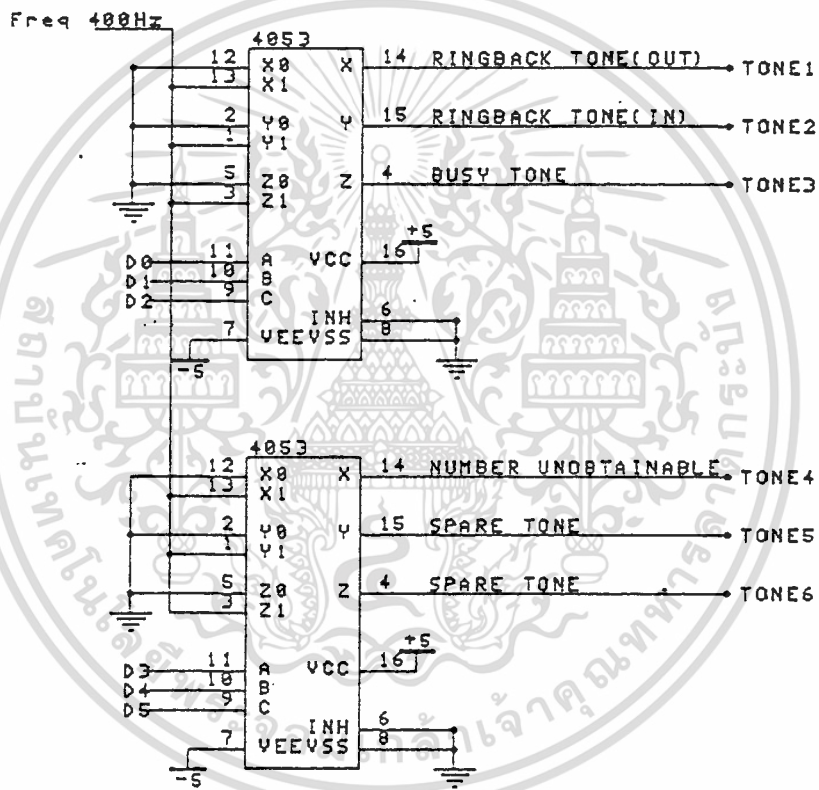 Freq 400Hz
4053
12 X0 X 14 RINGBACK TONE(OUT) TONE1
13 X1
2 Y0 Y 15 RINGBACK TONE(IN) TONE2
1 Y1
5 Z0 Z 4 BUSY TONE TONE3
3 Z1
+5
D0 11 A VCC 16
D1 10 B
D2 9 C
INH 6
7 VEE VSS 8
-5
4053
12 X0 X 14 NUMBER UNOBTAINABLE TONE4
13 X1
2 Y0 Y 15 SPARE TONE TONE5
1 Y1
5 Z0 Z 4 SPARE TONE TONE6
3 Z1
+5
D3 11 A VCC 16
D4 10 B
D5 9 C
INH 6
7 VEE VSS 8
-5